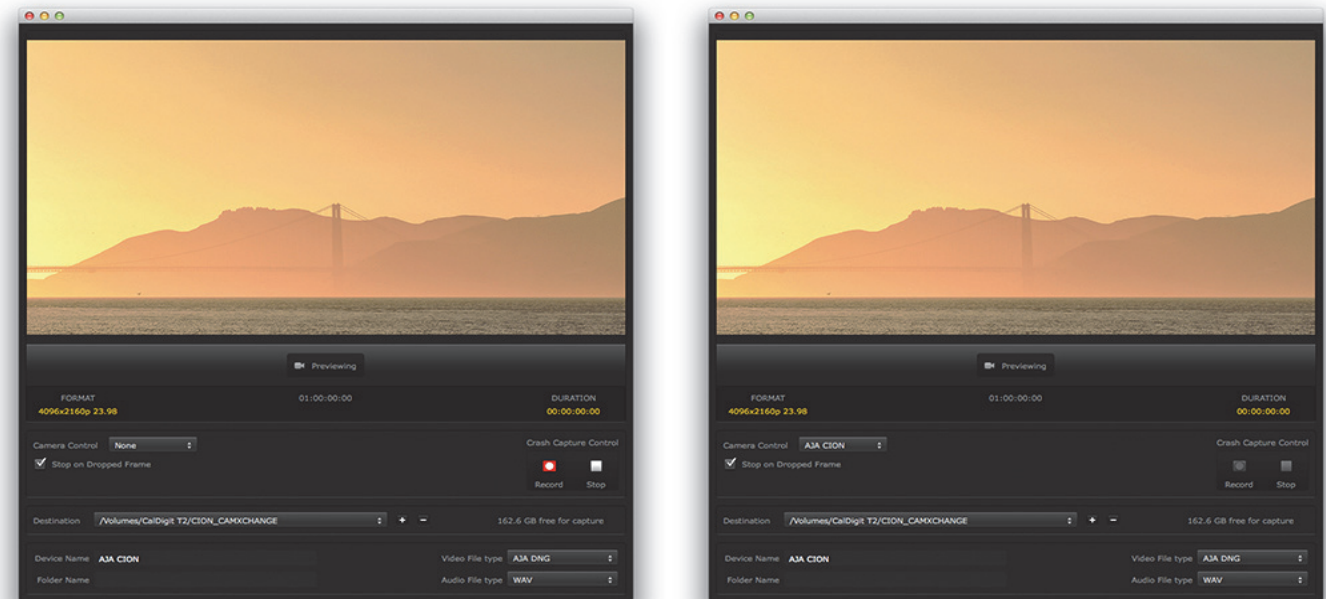 Previewing
FORMAT 01:00:00:00 DURATION
4096x2160p 23.98 00:00:00:00
Camera Control None Crash Capture Control
Stop on Dropped Frame
Record Stop
Destination /Volumes/CalDigit T2/CION_CAMXCHANGE 162.6 GB free for capture
Device Name AJA CION Video File type AJA DNG
Folder Name Audio File type WAV
Previewing
FORMAT 01:00:00:00 DURATION
4096x2160p 23.98 00:00:00:00
Camera Control AJA CION Crash Capture Control
Stop on Dropped Frame
Record Stop
Destination /Volumes/CalDigit T2/CION_CAMXCHANGE 162.6 GB free for capture
Device Name AJA CION Video File type AJA DNG
Folder Name Audio File type WAV